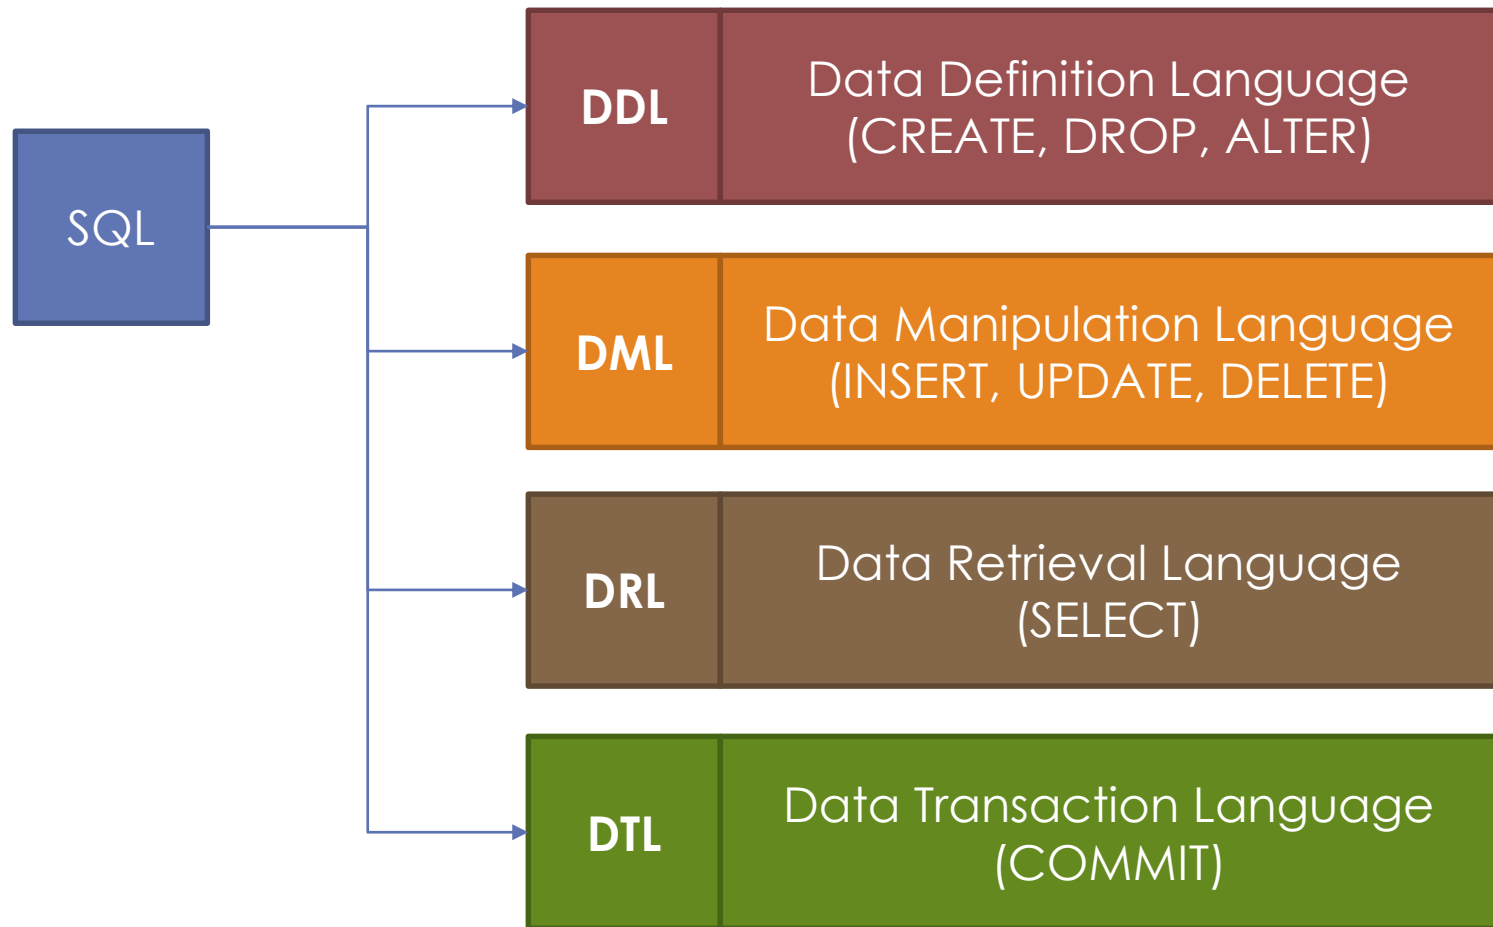 SQL
DDL
Data Definition Language
(CREATE, DROP, ALTER)
DML
Data Manipulation Language
(INSERT, UPDATE, DELETE)
DRL
Data Retrieval Language
(SELECT)
DTL
Data Transaction Language
(COMMIT)